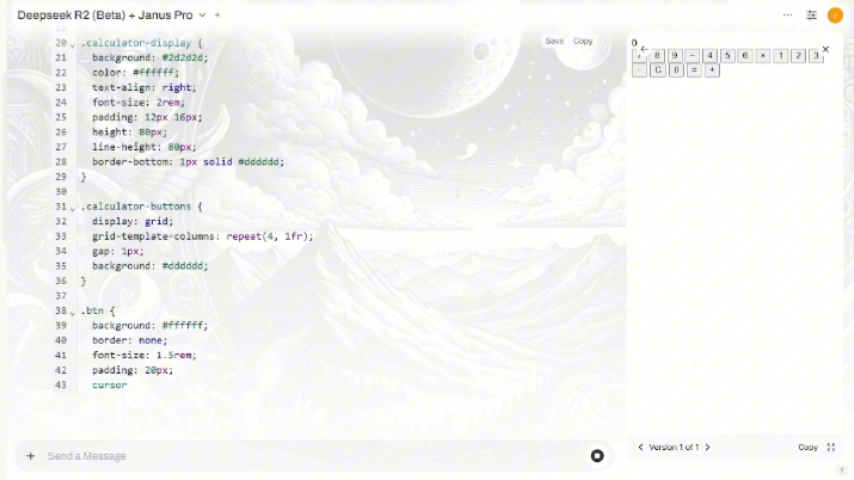 Deepseek R2 (Beta) + Janus Pro
20 .calculator-display {
21 background: #2d2d2d;
22 color: #ffffff;
23 text-align: right;
24 font-size: 2rem;
25 padding: 12px 16px;
26 height: 80px;
27 line-height: 80px;
28 border-bottom: 1px solid #dddddd;
29 }
30
31 .calculator-buttons {
32 display: grid;
33 grid-template-columns: repeat(4, 1fr);
34 gap: 1px;
35 background: #dddddd;
36 }
37
38 .btn {
39 background: #ffffff;
40 border: none;
41 font-size: 1.5rem;
42 padding: 20px;
43 cursor
Save Copy
8 9 − 4 5 6 × 1 2 3
C 0 = +
+ Send a Message
< Version 1 of 1 > Copy
?